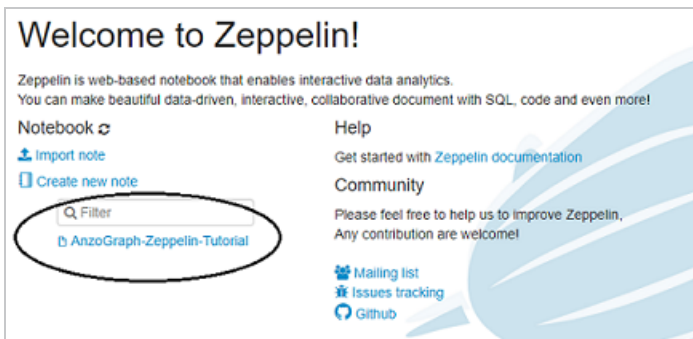 Welcome to Zeppelin!
Zeppelin is web-based notebook that enables interactive data analytics.
You can make beautiful data-driven, interactive, collaborative document with SQL, code and even more!
Notebook
Import note
Create new note
Filter
AnzoGraph-Zeppelin-Tutorial
Help
Get started with Zeppelin documentation
Community
Please feel free to help us to improve Zeppelin,
Any contribution are welcome!
Mailing list
Issues tracking
Github